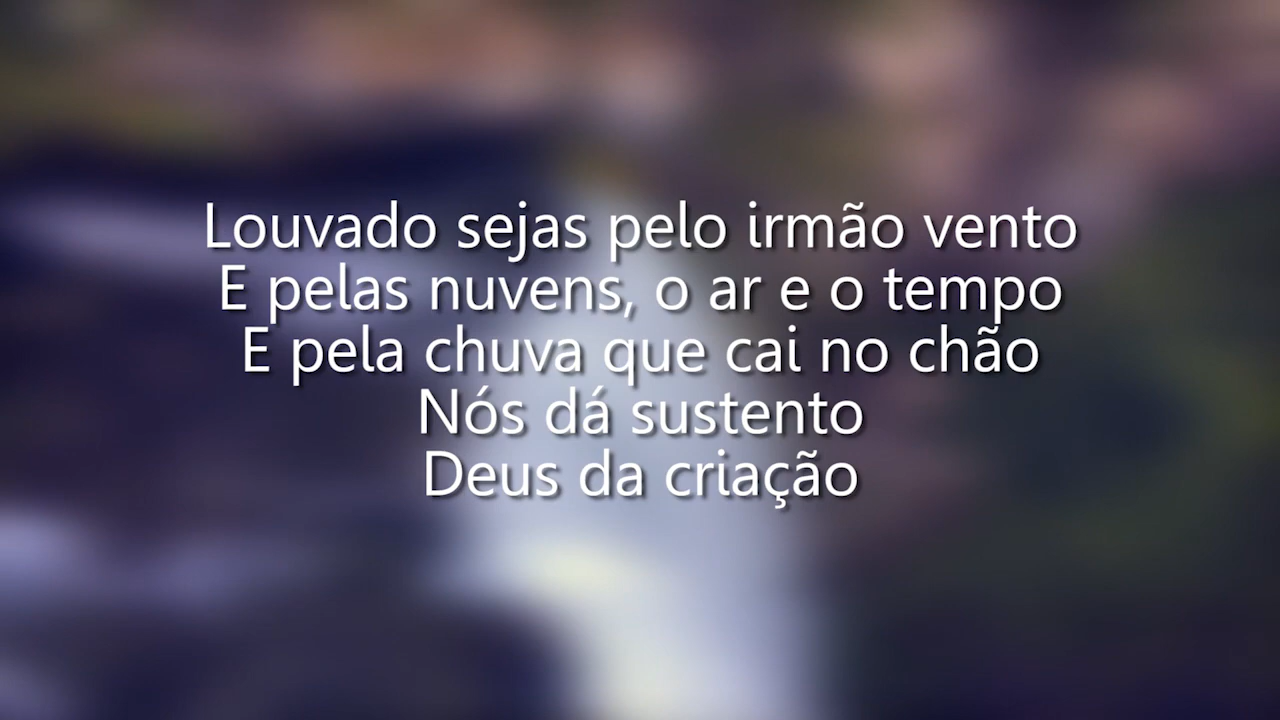 Louvado sejas pelo irmão vento
E pelas nuvens, o ar e o tempo
E pela chuva que cai no chão
Nós dá sustento
Deus da criação